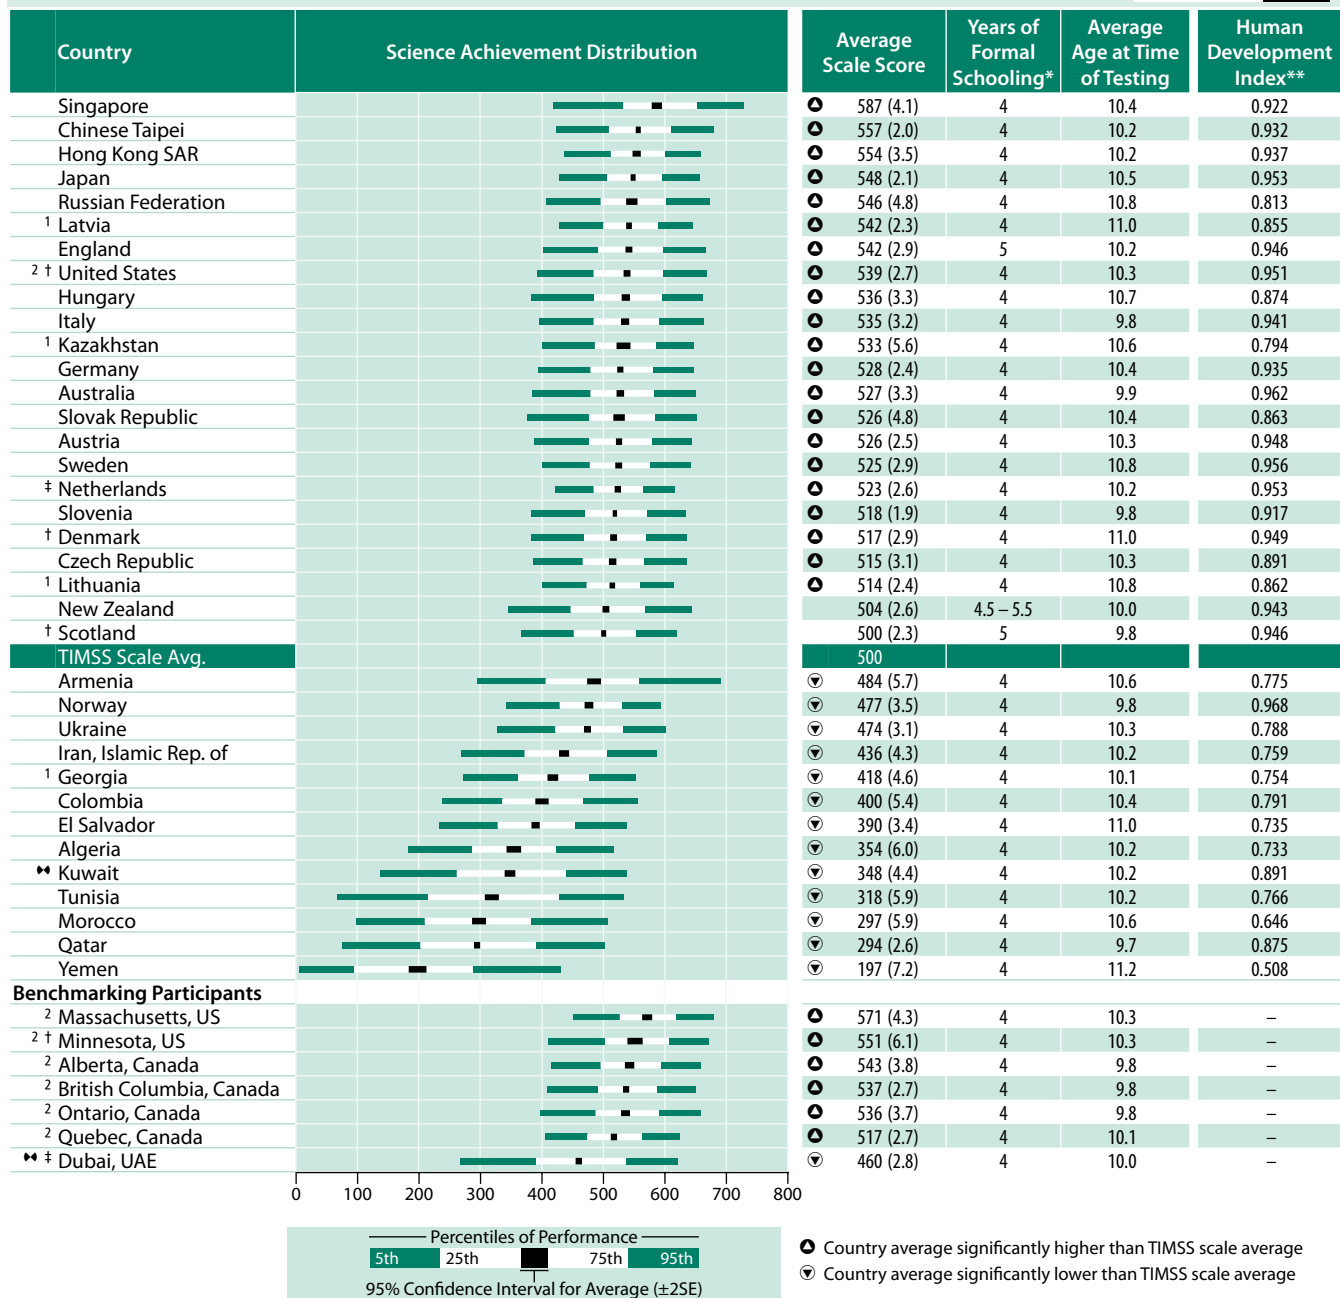 Country Science Achievement Distribution Average Scale Score Years of Formal Schooling* Average Age at Time of Testing Human Development Index**
Singapore 587 (4.1) 4 10.4 0.922
Chinese Taipei 557 (2.0) 4 10.2 0.932
Hong Kong SAR 554 (3.5) 4 10.2 0.937
Japan 548 (2.1) 4 10.5 0.953
Russian Federation 546 (4.8) 4 10.8 0.813
1 Latvia 542 (2.3) 4 11.0 0.855
England 542 (2.9) 5 10.2 0.946
2 † United States 539 (2.7) 4 10.3 0.951
Hungary 536 (3.3) 4 10.7 0.874
Italy 535 (3.2) 4 9.8 0.941
1 Kazakhstan 533 (5.6) 4 10.6 0.794
Germany 528 (2.4) 4 10.4 0.935
Australia 527 (3.3) 4 9.9 0.962
Slovak Republic 526 (4.8) 4 10.4 0.863
Austria 526 (2.5) 4 10.3 0.948
Sweden 525 (2.9) 4 10.8 0.956
‡ Netherlands 523 (2.6) 4 10.2 0.953
Slovenia 518 (1.9) 4 9.8 0.917
† Denmark 517 (2.9) 4 11.0 0.949
Czech Republic 515 (3.1) 4 10.3 0.891
1 Lithuania 514 (2.4) 4 10.8 0.862
New Zealand 504 (2.6) 4.5 – 5.5 10.0 0.943
† Scotland 500 (2.3) 5 9.8 0.946
TIMSS Scale Avg. 500
Armenia 484 (5.7) 4 10.6 0.775
Norway 477 (3.5) 4 9.8 0.968
Ukraine 474 (3.1) 4 10.3 0.788
Iran, Islamic Rep. of 436 (4.3) 4 10.2 0.759
1 Georgia 418 (4.6) 4 10.1 0.754
Colombia 400 (5.4) 4 10.4 0.791
El Salvador 390 (3.4) 4 11.0 0.735
Algeria 354 (6.0) 4 10.2 0.733
Kuwait 348 (4.4) 4 10.2 0.891
Tunisia 318 (5.9) 4 10.2 0.766
Morocco 297 (5.9) 4 10.6 0.646
Qatar 294 (2.6) 4 9.7 0.875
Yemen 197 (7.2) 4 11.2 0.508
Benchmarking Participants
2 Massachusetts, US 571 (4.3) 4 10.3 –
2 † Minnesota, US 551 (6.1) 4 10.3 –
2 Alberta, Canada 543 (3.8) 4 9.8 –
2 British Columbia, Canada 537 (2.7) 4 9.8 –
2 Ontario, Canada 536 (3.7) 4 9.8 –
2 Quebec, Canada 517 (2.7) 4 10.1 –
‡ Dubai, UAE 460 (2.8) 4 10.0 –
0 100 200 300 400 500 600 700 800
Percentiles of Performance
5th 25th 75th 95th
95% Confidence Interval for Average (±2SE)
Country average significantly higher than TIMSS scale average
Country average significantly lower than TIMSS scale average